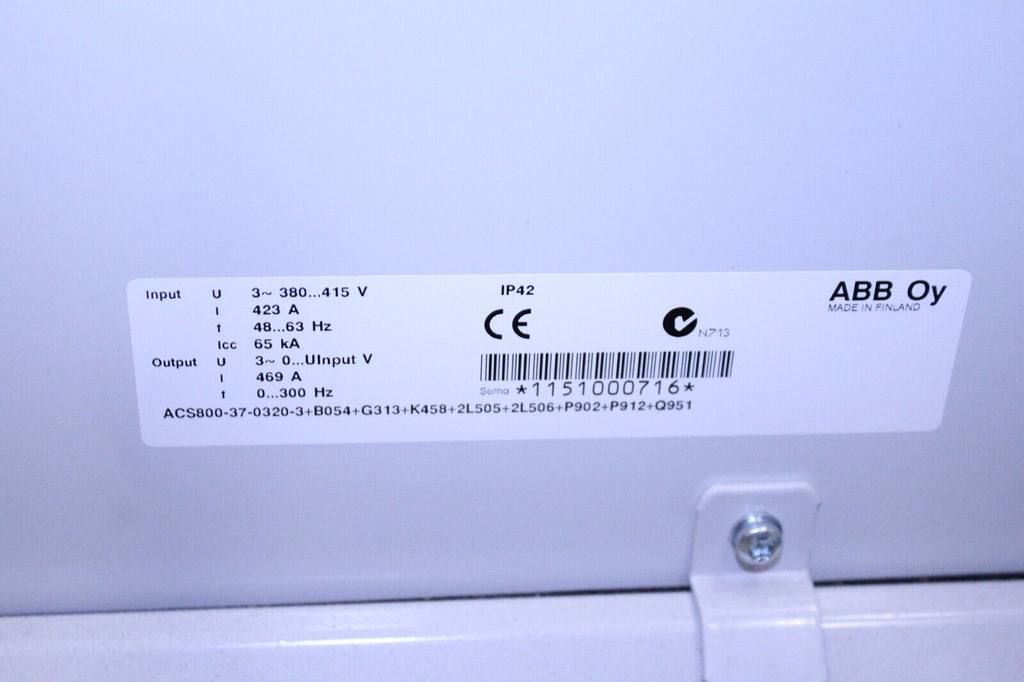 Input U 3~ 380...415 V
I 423 A
f 48...63 Hz
Icc 65 kA
Output U 3~ 0...UInput V
I 469 A
f 0...300 Hz
ACS800-37-0320-3+B054+G313+K458+2L505+2L506+P902+P912+Q951
IP42
CE
N713
Serno *1151000716*
ABB Oy
MADE IN FINLAND